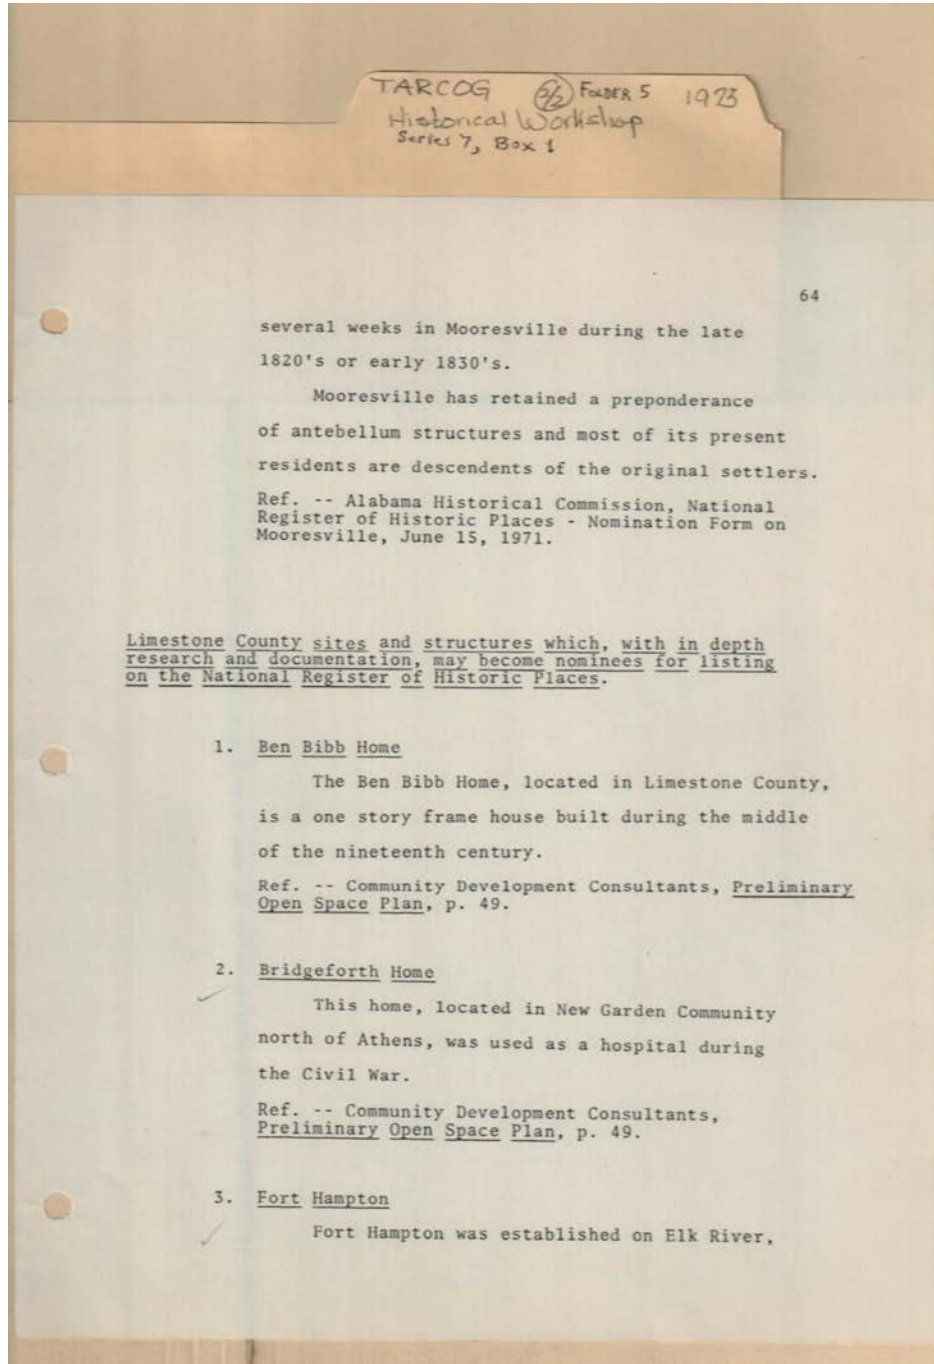 TARCOG 2/2 FOLDER 5 1973
Historical Workshop
Series 7, Box 1
64
several weeks in Mooresville during the late
1820's or early 1830's.
Mooresville has retained a preponderance
of antebellum structures and most of its present
residents are descendents of the original settlers.
Ref. -- Alabama Historical Commission, National
Register of Historic Places - Nomination Form on
Mooresville, June 15, 1971.
Limestone County sites and structures which, with in depth
research and documentation, may become nominees for listing
on the National Register of Historic Places.
1. Ben Bibb Home
The Ben Bibb Home, located in Limestone County,
is a one story frame house built during the middle
of the nineteenth century.
Ref. -- Community Development Consultants, Preliminary
Open Space Plan, p. 49.
2. Bridgeforth Home
This home, located in New Garden Community
north of Athens, was used as a hospital during
the Civil War.
Ref. -- Community Development Consultants,
Preliminary Open Space Plan, p. 49.
3. Fort Hampton
Fort Hampton was established on Elk River,